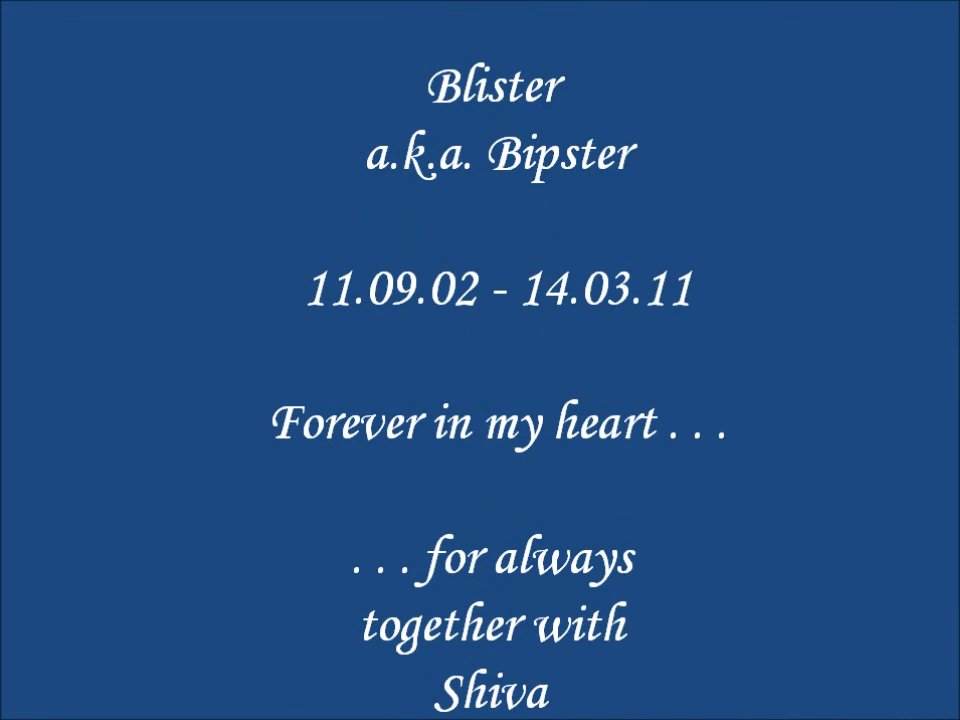 Blister
a.k.a. Bipster
11.09.02 - 14.03.11
Forever in my heart . . .
. . . for always
together with
Shiva